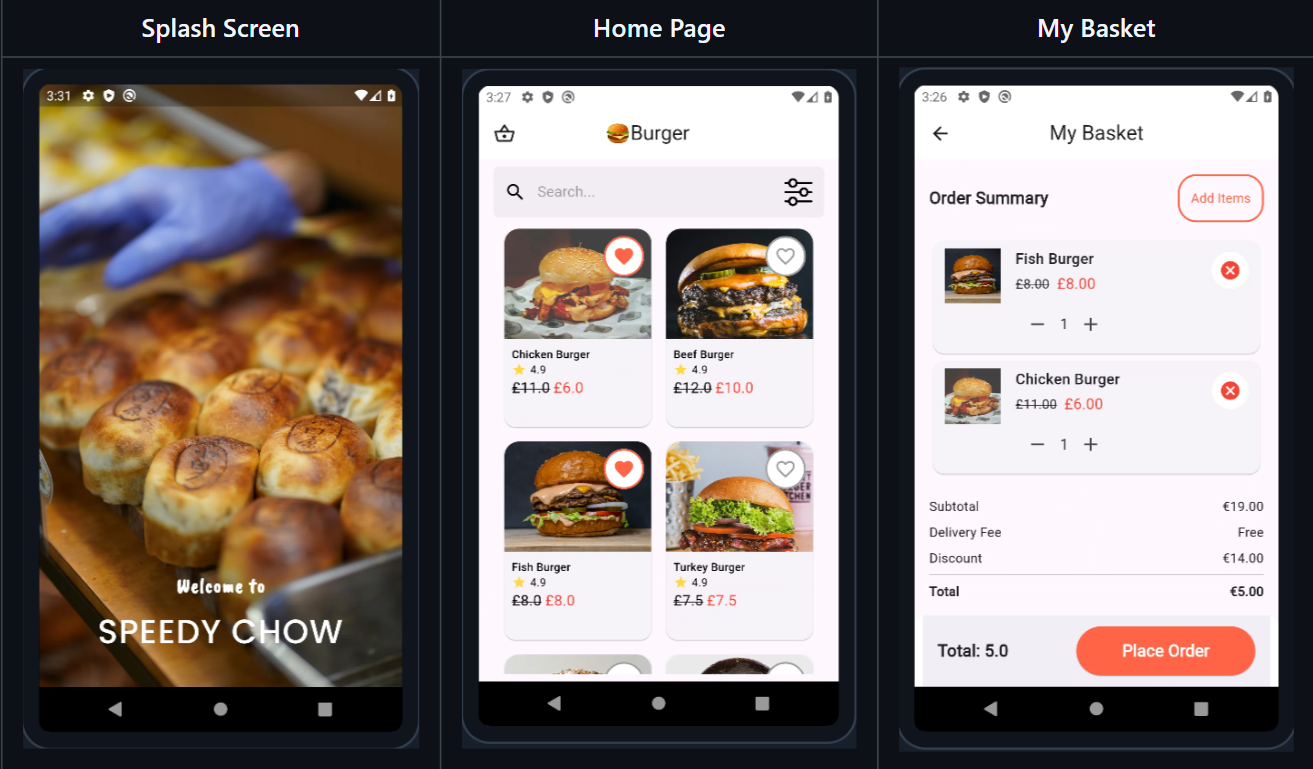 Splash Screen
Home Page
My Basket
3:31
Welcome to
SPEEDY CHOW
3:27
🍔Burger
Search...
Chicken Burger
⭐ 4.9
£11.0 £6.0
Beef Burger
⭐ 4.9
£12.0 £10.0
Fish Burger
⭐ 4.9
£8.0 £8.0
Turkey Burger
⭐ 4.9
£7.5 £7.5
3:26
My Basket
Order Summary
Add Items
Fish Burger
£8.00 £8.00
− 1 +
Chicken Burger
£11.00 £6.00
− 1 +
Subtotal €19.00
Delivery Fee Free
Discount €14.00
Total €5.00
Total: 5.0
Place Order